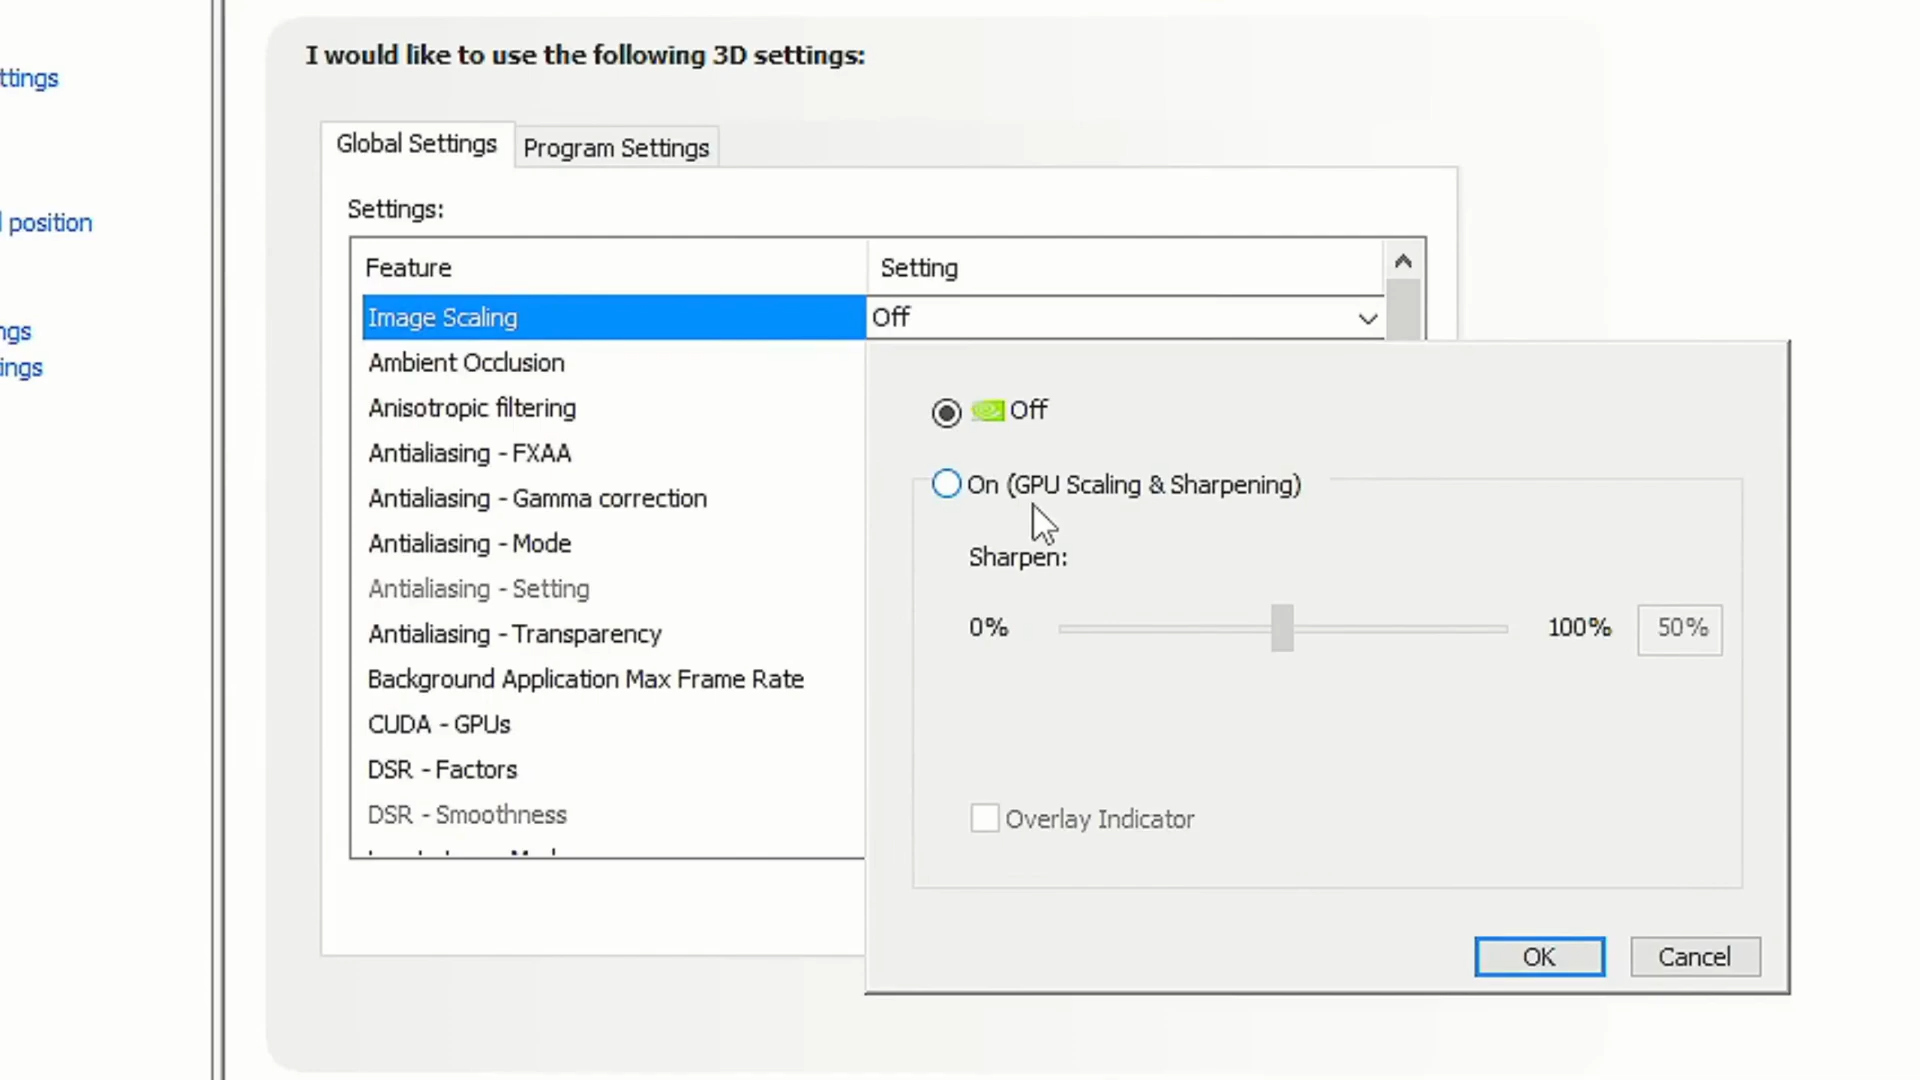 I would like to use the following 3D settings:
ttings
Global Settings
Program Settings
Settings:
position
Feature
Setting
Image Scaling
Off
ngs
ings
Ambient Occlusion
Anisotropic filtering
Antialiasing - FXAA
Antialiasing - Gamma correction
Antialiasing - Mode
Antialiasing - Setting
Antialiasing - Transparency
Background Application Max Frame Rate
CUDA - GPUs
DSR - Factors
DSR - Smoothness
Off
On (GPU Scaling & Sharpening)
Sharpen:
0%
100%
50%
Overlay Indicator
OK
Cancel